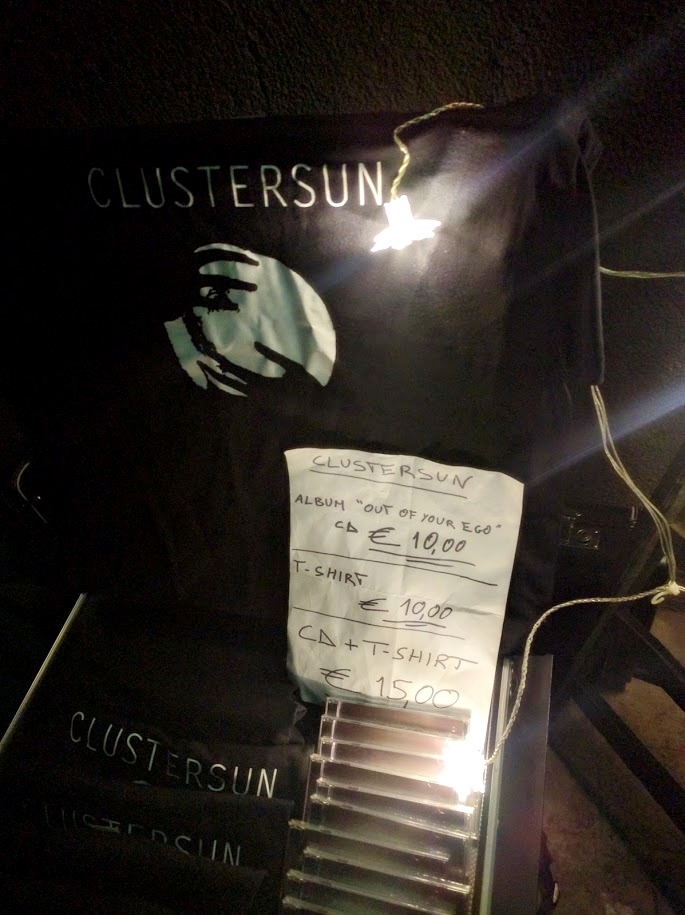 CLUSTERSUN
CLUSTERSUN
ALBUM "OUT OF YOUR EGO"
CD € 10,00
T-SHIRT
€ 10,00
CD + T-SHIRT
€ 15,00
CLUSTERSUN
CLUSTERSUN